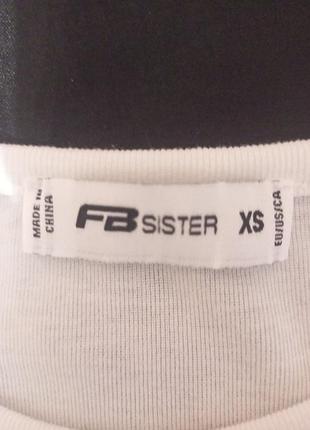 MADE IN
CHINA
FB SISTER XS
EU/US/CA